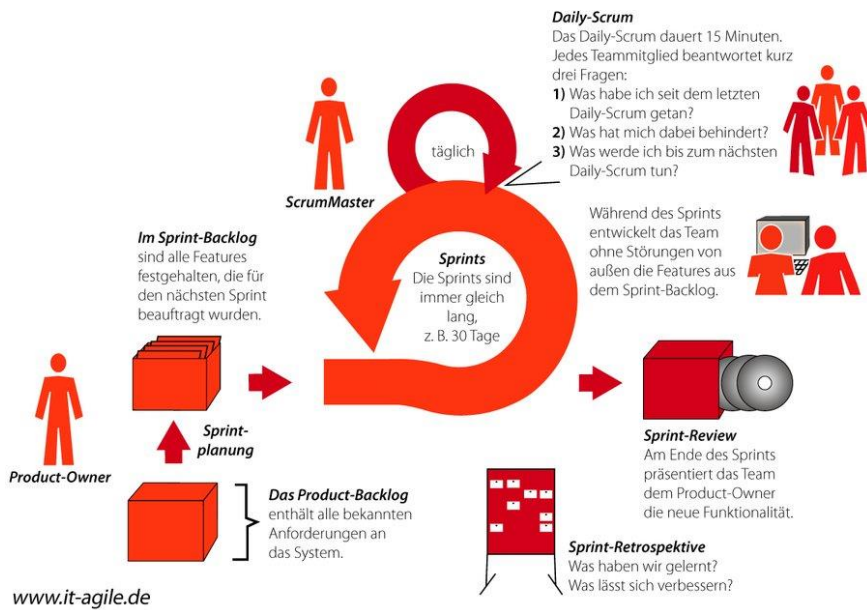 Daily-Scrum
Das Daily-Scrum dauert 15 Minuten.
Jedes Teammitglied beantwortet kurz
drei Fragen:
1) Was habe ich seit dem letzten
Daily-Scrum getan?
2) Was hat mich dabei behindert?
3) Was werde ich bis zum nächsten
Daily-Scrum tun?
täglich
ScrumMaster
Im Sprint-Backlog
sind alle Features
festgehalten, die für
den nächsten Sprint
beauftragt wurden.
Sprints
Die Sprints sind
immer gleich
lang,
z. B. 30 Tage
Während des Sprints
entwickelt das Team
ohne Störungen von
außen die Features aus
dem Sprint-Backlog.
Product-Owner
Sprint-
planung
Das Product-Backlog
enthält alle bekannten
Anforderungen an
das System.
Sprint-Review
Am Ende des Sprints
präsentiert das Team
dem Product-Owner
die neue Funktionalität.
Sprint-Retrospektive
Was haben wir gelernt?
Was lässt sich verbessern?
www.it-agile.de